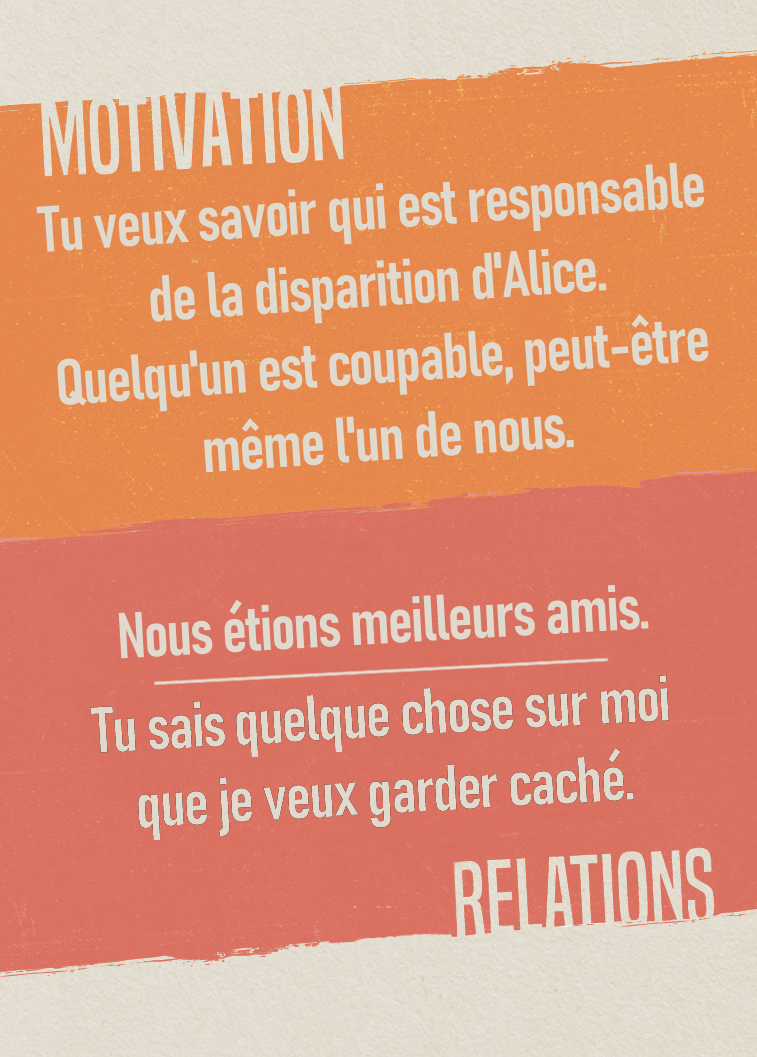 MOTIVATION
Tu veux savoir qui est responsable
de la disparition d'Alice.
Quelqu'un est coupable, peut-être
même l'un de nous.
Nous étions meilleurs amis.
Tu sais quelque chose sur moi
que je veux garder caché.
RELATIONS